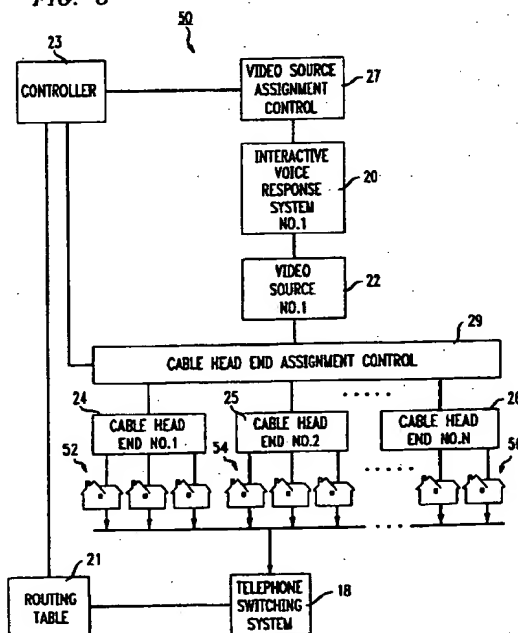 50
23
CONTROLLER
VIDEO SOURCE
ASSIGNMENT
CONTROL
27
INTERACTIVE
VOICE
RESPONSE
SYSTEM
NO.1
20
VIDEO
SOURCE
NO.1
22
29
CABLE HEAD END ASSIGNMENT CONTROL
24
CABLE HEAD
END NO.1
25
CABLE HEAD
END NO.2
26
CABLE HEAD
END NO.N
52
54
21
ROUTING
TABLE
TELEPHONE
SWITCHING
SYSTEM
18